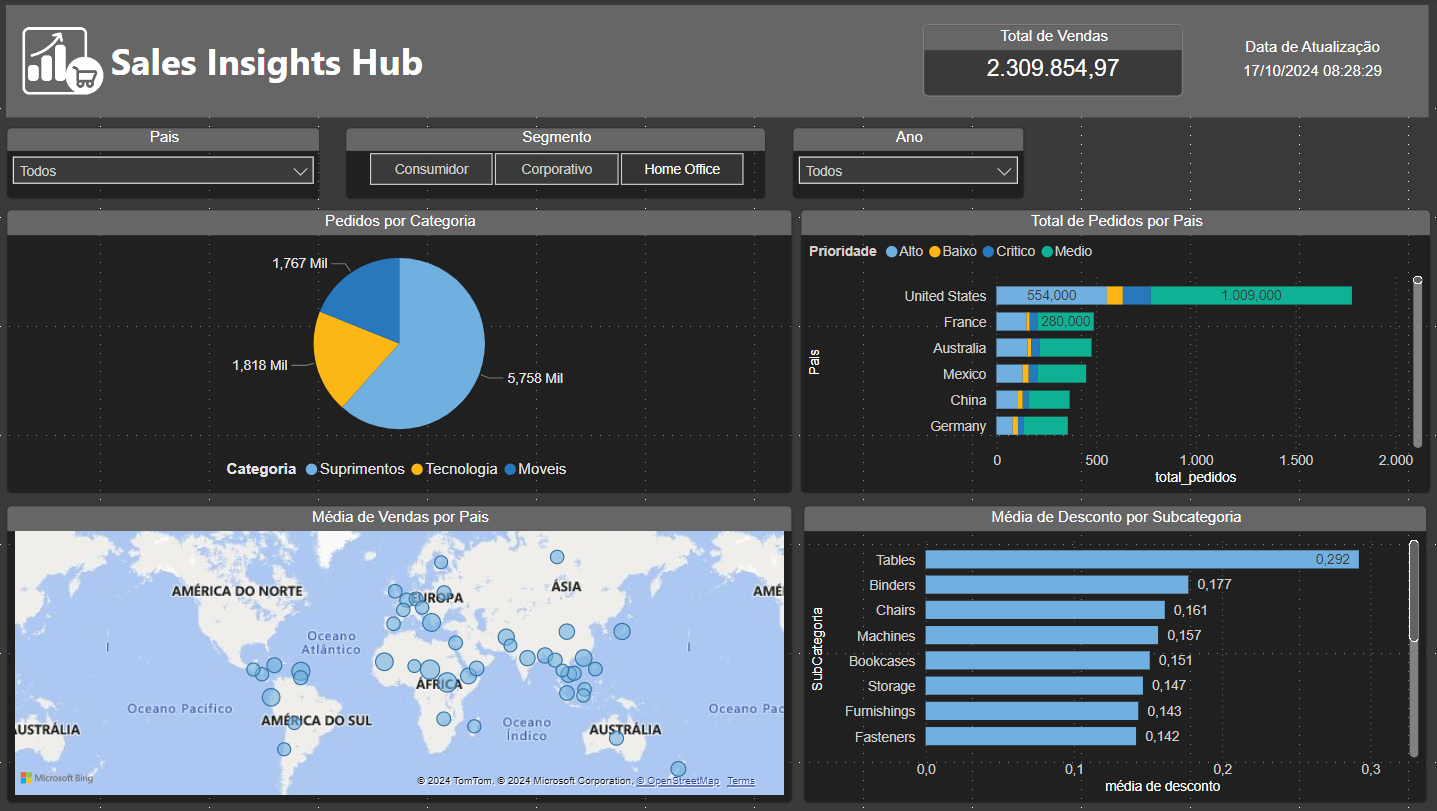 Sales Insights Hub
Total de Vendas
2.309.854,97
Data de Atualização
17/10/2024 08:28:29
Pais
Todos
Segmento
Consumidor
Corporativo
Home Office
Ano
Todos
Pedidos por Categoria
1,767 Mil
1,818 Mil
5,758 Mil
Categoria Suprimentos Tecnologia Moveis
Total de Pedidos por Pais
Prioridade Alto Baixo Critico Medio
Pais
United States 554,000 1.009,000
France 280,000
Australia
Mexico
China
Germany
0 500 1.000 1.500 2.000
total_pedidos
Média de Vendas por Pais
AMÉRICA DO NORTE
EUROPA
ÁSIA
AMÉ
Oceano
Atlântico
ÁFRICA
Oceano Pacífico
AMÉRICA DO SUL
Oceano
Índico
Oceano Pac
AUSTRÁLIA
AUSTRÁLIA
Microsoft Bing
© 2024 TomTom, © 2024 Microsoft Corporation, © OpenStreetMap Terms
Média de Desconto por Subcategoria
SubCategoria
Tables 0,292
Binders 0,177
Chairs 0,161
Machines 0,157
Bookcases 0,151
Storage 0,147
Furnishings 0,143
Fasteners 0,142
0,0 0,1 0,2 0,3
média de desconto